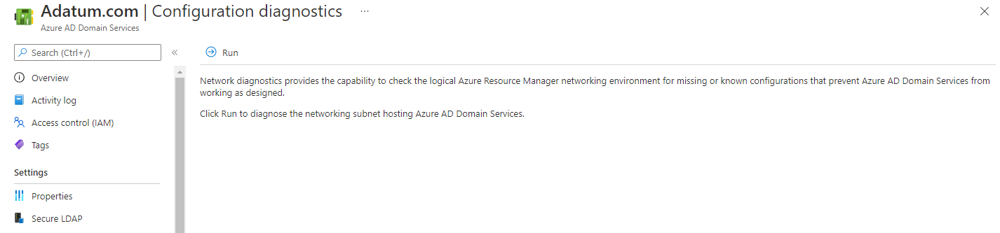 Adatum.com | Configuration diagnostics ...
Azure AD Domain Services
Search (Ctrl+/)
Run
Overview
Activity log
Access control (IAM)
Tags
Settings
Properties
Secure LDAP
Network diagnostics provides the capability to check the logical Azure Resource Manager networking environment for missing or known configurations that prevent Azure AD Domain Services from
working as designed.
Click Run to diagnose the networking subnet hosting Azure AD Domain Services.